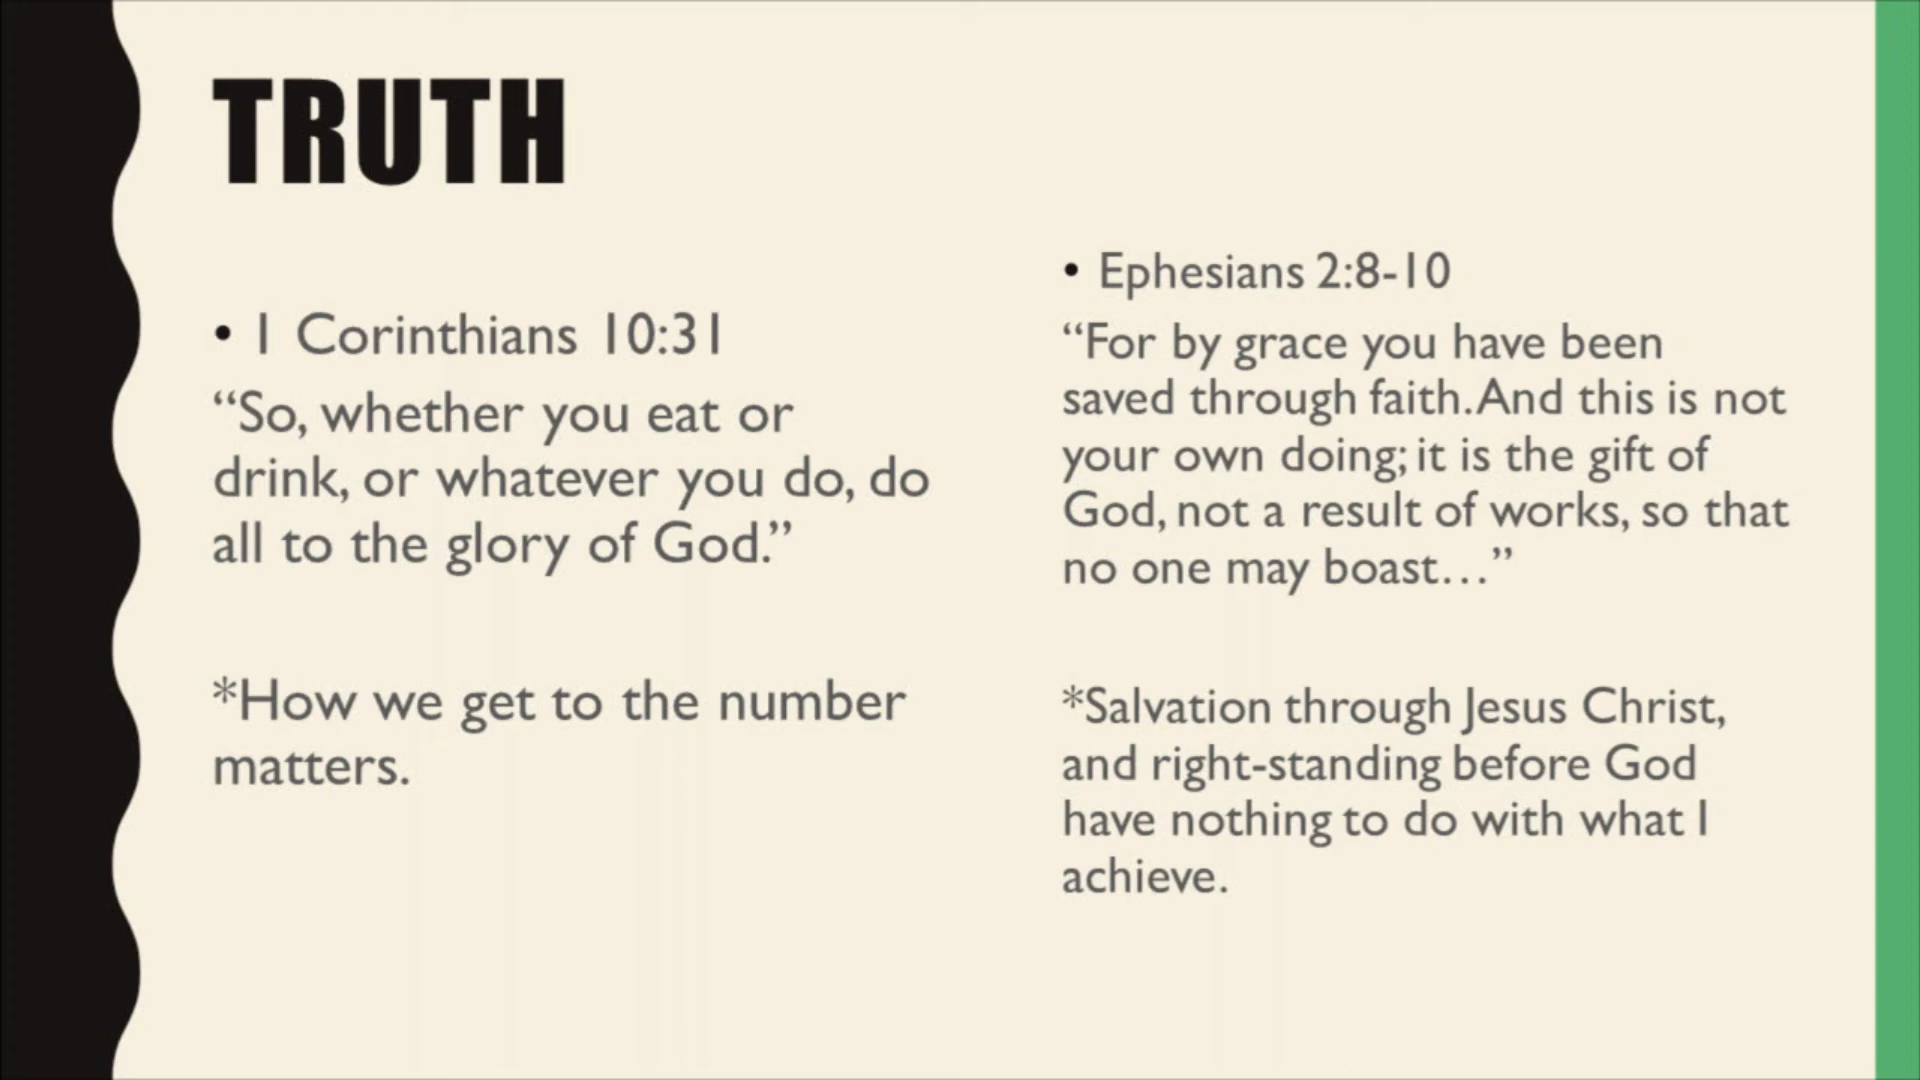 TRUTH
• 1 Corinthians 10:31
“So, whether you eat or
drink, or whatever you do, do
all to the glory of God.”
*How we get to the number
matters.
• Ephesians 2:8-10
“For by grace you have been
saved through faith. And this is not
your own doing; it is the gift of
God, not a result of works, so that
no one may boast…”
*Salvation through Jesus Christ,
and right-standing before God
have nothing to do with what I
achieve.